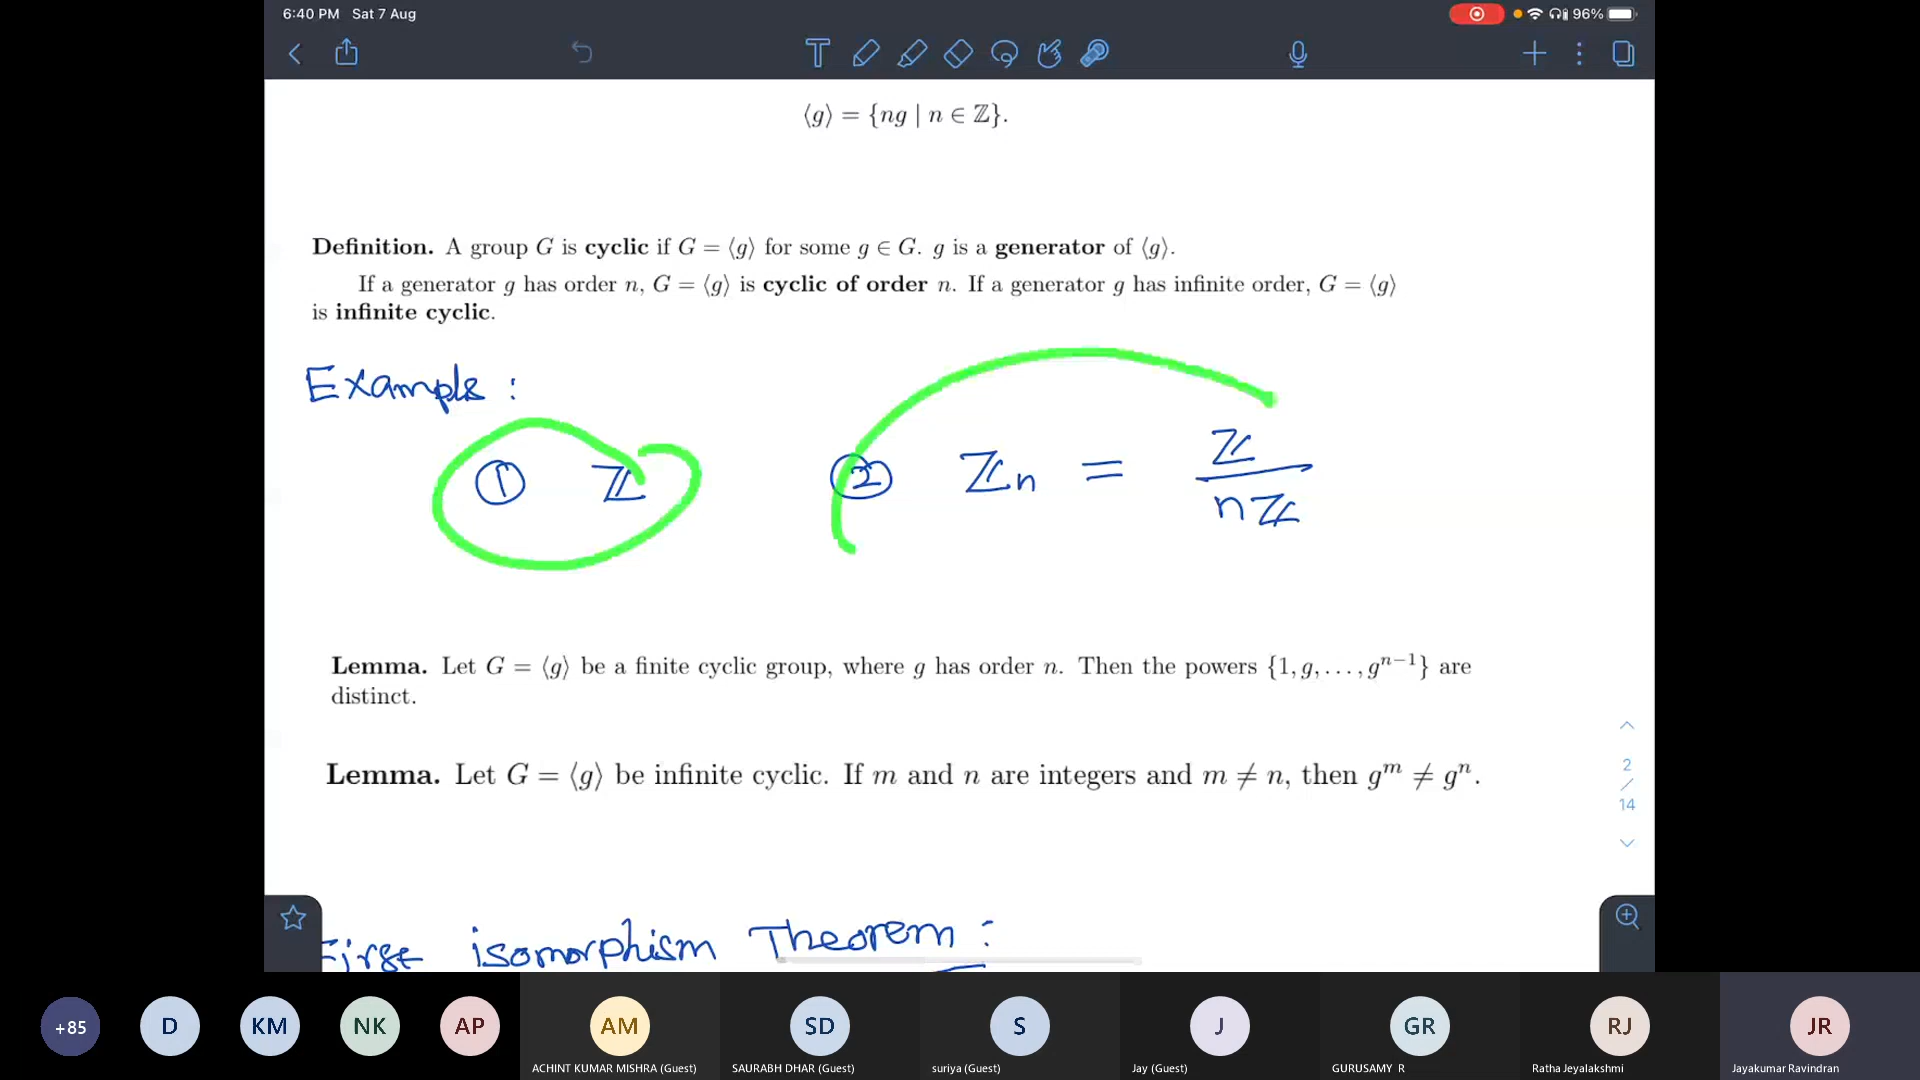 6:40 PM Sat 7 Aug 96%
⟨g⟩ = {ng | n ∈ ℤ}.
Definition. A group G is cyclic if G = ⟨g⟩ for some g ∈ G. g is a generator of ⟨g⟩.
If a generator g has order n, G = ⟨g⟩ is cyclic of order n. If a generator g has infinite order, G = ⟨g⟩
is infinite cyclic.
Example :
① ℤ ② ℤn = ℤ/nℤ
Lemma. Let G = ⟨g⟩ be a finite cyclic group, where g has order n. Then the powers {1, g, . . . , gⁿ⁻¹} are
distinct.
Lemma. Let G = ⟨g⟩ be infinite cyclic. If m and n are integers and m ≠ n, then gᵐ ≠ gⁿ.
2
/
14
First isomorphism Theorem :
+85 D KM NK AP AM SD S J GR RJ JR
ACHINT KUMAR MISHRA (Guest) SAURABH DHAR (Guest) suriya (Guest) Jay (Guest) GURUSAMY R Ratha Jeyalakshmi Jayakumar Ravindran